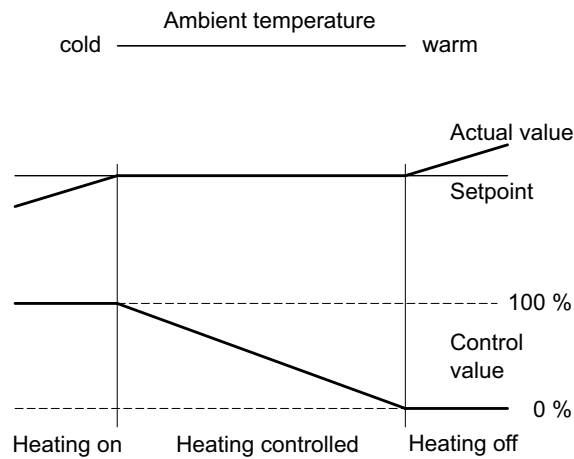 Ambient temperature
cold
warm
Actual value
Setpoint
100 %
Control
value
0 %
Heating on
Heating controlled
Heating off